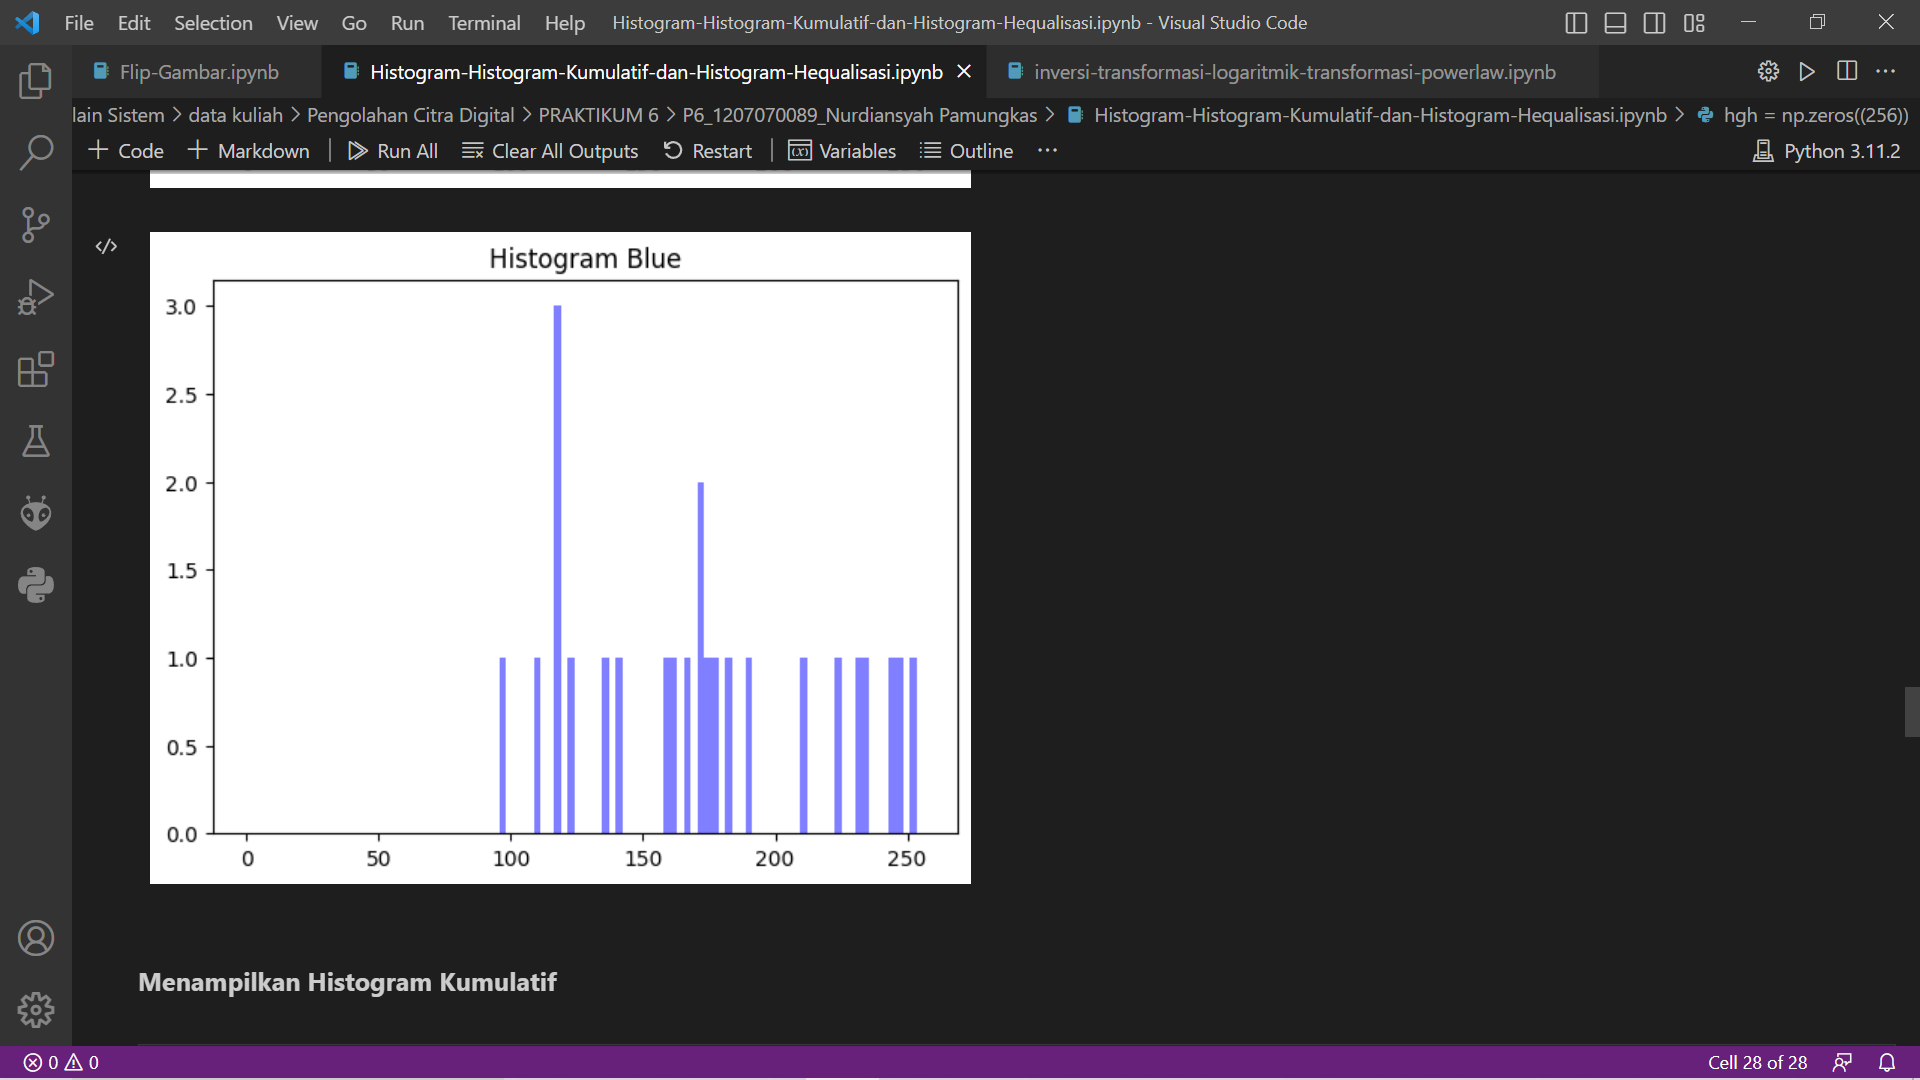 File Edit Selection View Go Run Terminal Help Histogram-Histogram-Kumulatif-dan-Histogram-Hequalisasi.ipynb - Visual Studio Code
Flip-Gambar.ipynb Histogram-Histogram-Kumulatif-dan-Histogram-Hequalisasi.ipynb inversi-transformasi-logaritmik-transformasi-powerlaw.ipynb
lain Sistem > data kuliah > Pengolahan Citra Digital > PRAKTIKUM 6 > P6_1207070089_Nurdiansyah Pamungkas > Histogram-Histogram-Kumulatif-dan-Histogram-Hequalisasi.ipynb > hgh = np.zeros((256))
+ Code + Markdown Run All Clear All Outputs Restart Variables Outline ... Python 3.11.2
Histogram Blue
3.0
2.5
2.0
1.5
1.0
0.5
0.0
0 50 100 150 200 250
Menampilkan Histogram Kumulatif
0 0 Cell 28 of 28